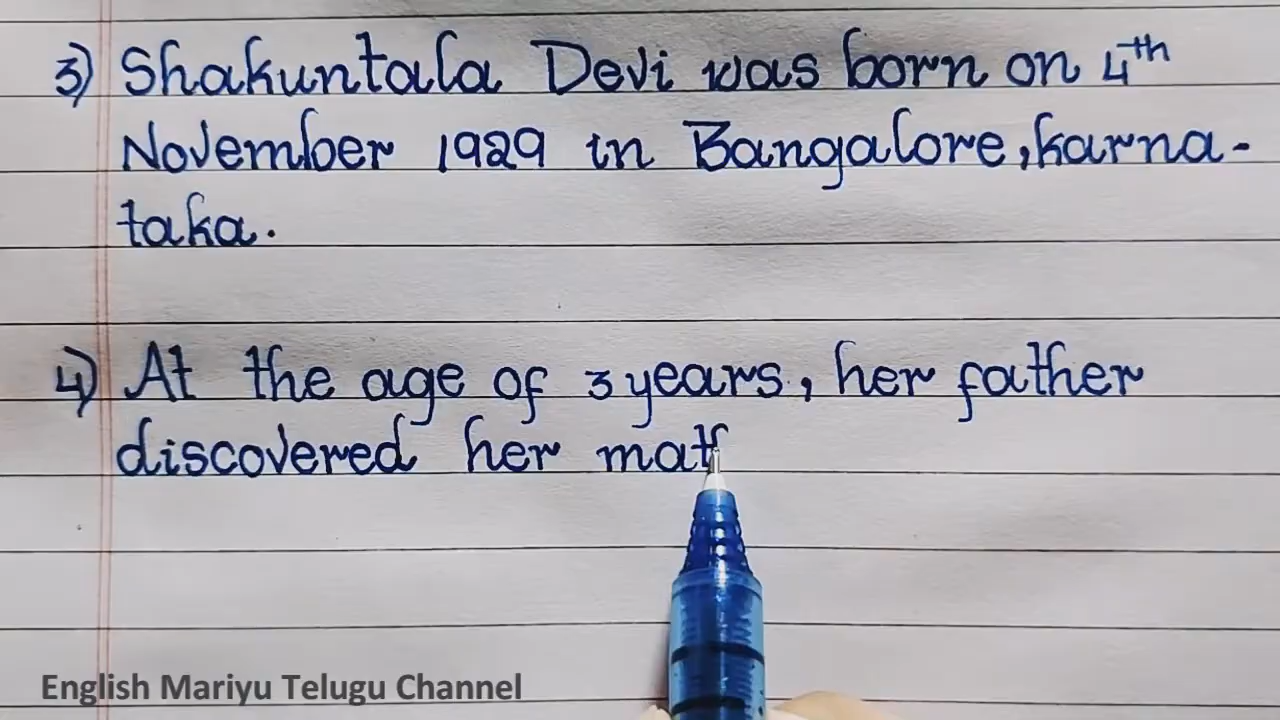 3) Shakuntala Devi was born on 4th
November 1929 in Bangalore, karna-
taka.
4) At the age of 3 years, her father
discovered her mat
English Mariyu Telugu Channel